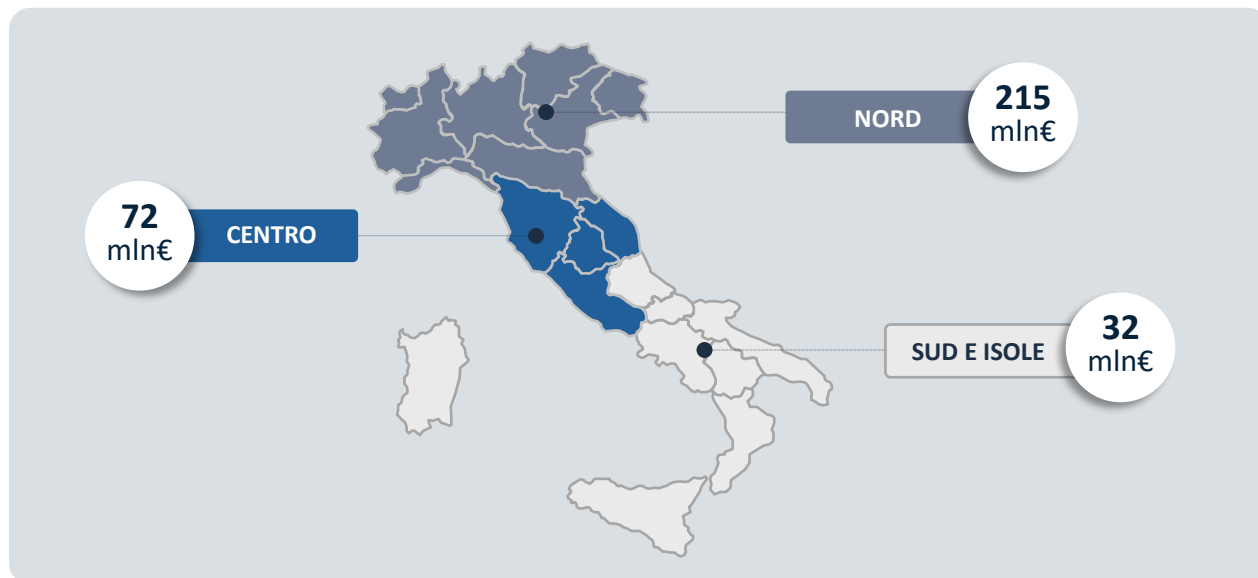 NORD
215
mln€
72
mln€
CENTRO
SUD E ISOLE
32
mln€